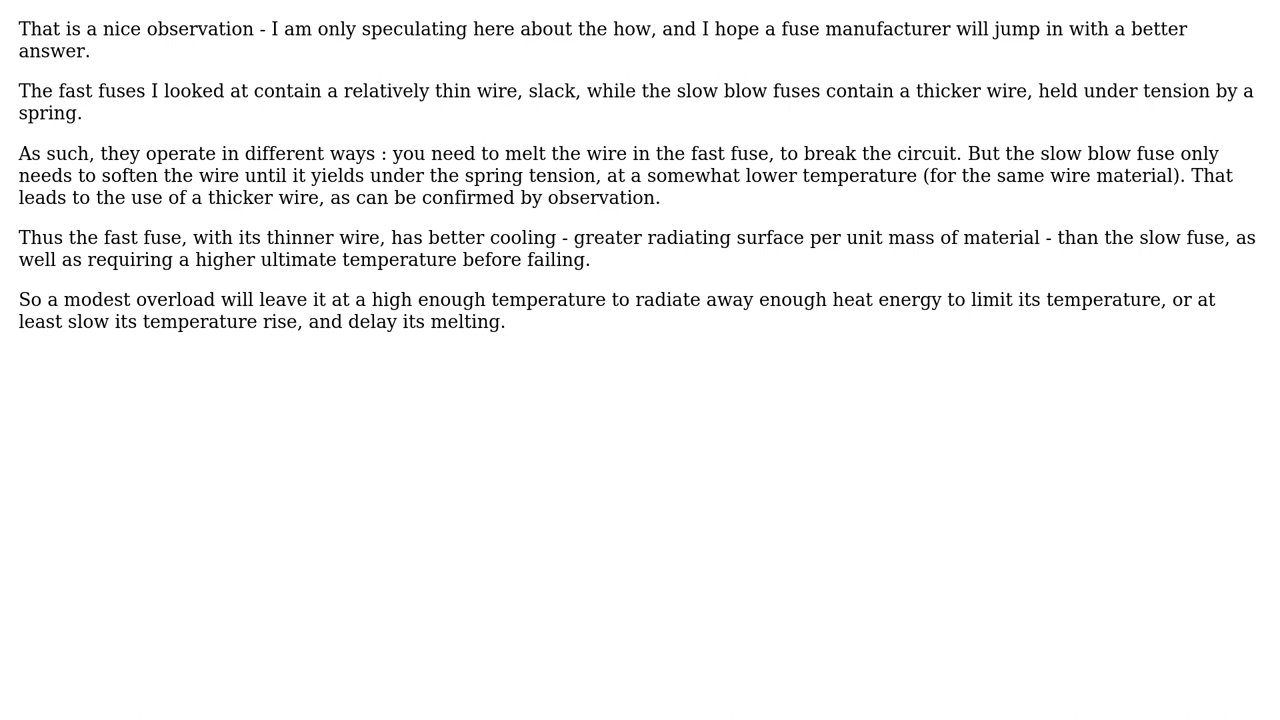 That is a nice observation - I am only speculating here about the how, and I hope a fuse manufacturer will jump in with a better
answer.
The fast fuses I looked at contain a relatively thin wire, slack, while the slow blow fuses contain a thicker wire, held under tension by a
spring.
As such, they operate in different ways : you need to melt the wire in the fast fuse, to break the circuit. But the slow blow fuse only
needs to soften the wire until it yields under the spring tension, at a somewhat lower temperature (for the same wire material). That
leads to the use of a thicker wire, as can be confirmed by observation.
Thus the fast fuse, with its thinner wire, has better cooling - greater radiating surface per unit mass of material - than the slow fuse, as
well as requiring a higher ultimate temperature before failing.
So a modest overload will leave it at a high enough temperature to radiate away enough heat energy to limit its temperature, or at
least slow its temperature rise, and delay its melting.